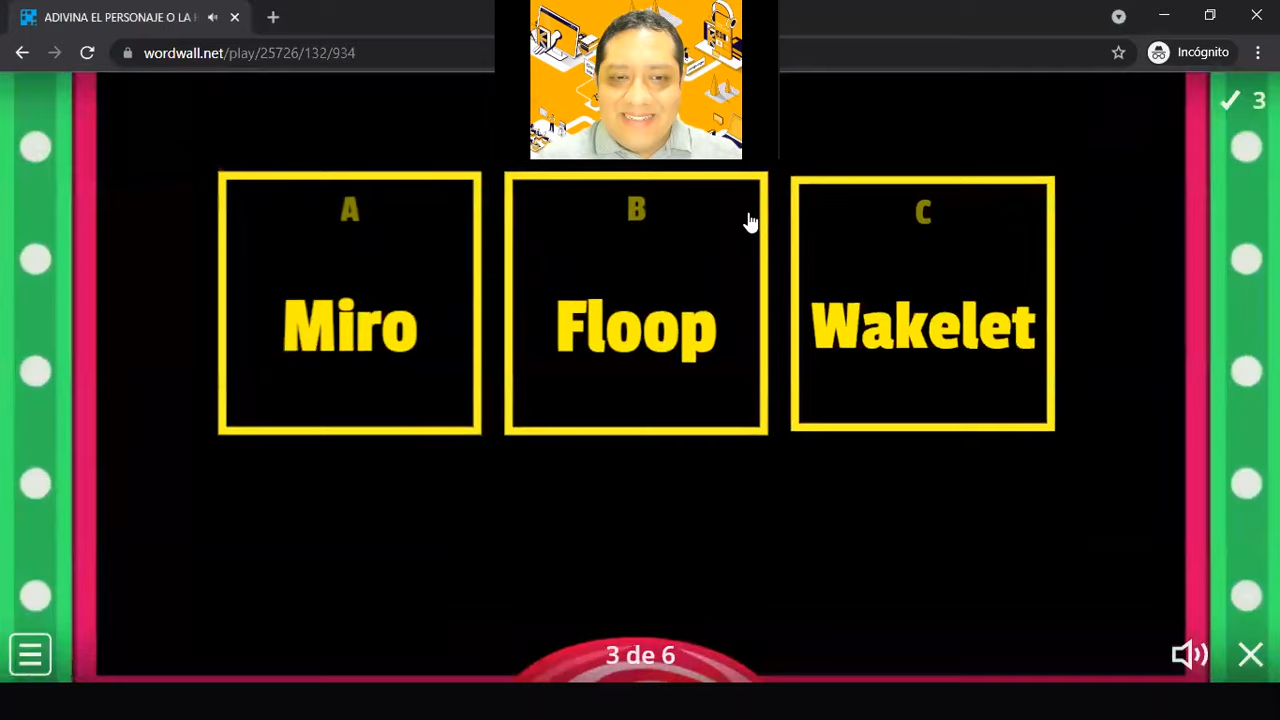 ADIVINA EL PERSONAJE O LA
wordwall.net/play/25726/132/934
Incógnito
3
A
B
C
Miro
Floop
Wakelet
3 de 6